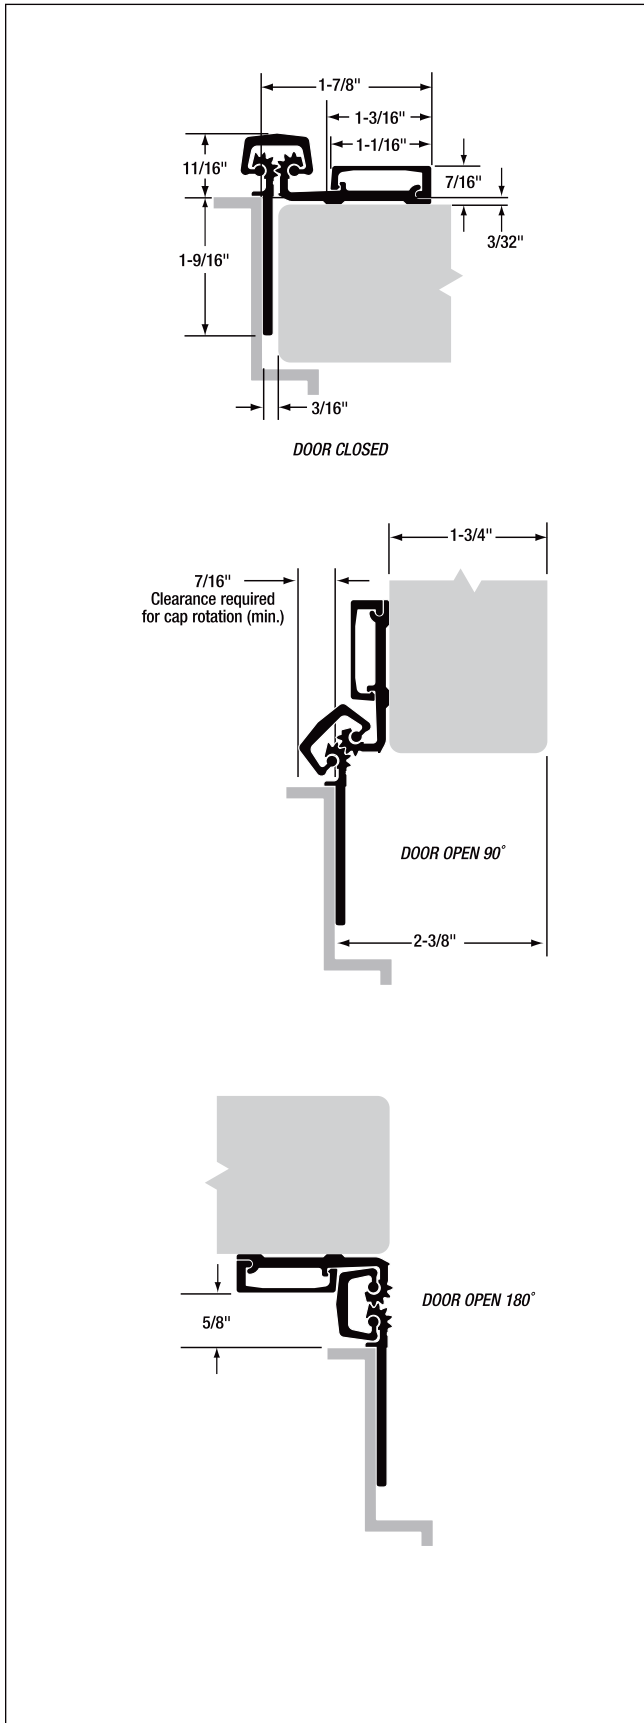 1-7/8"
1-3/16"
1-1/16"
11/16"
7/16"
1-9/16"
3/32"
3/16"
DOOR CLOSED
1-3/4"
7/16"
Clearance required
for cap rotation (min.)
DOOR OPEN 90°
2-3/8"
DOOR OPEN 180°
5/8"